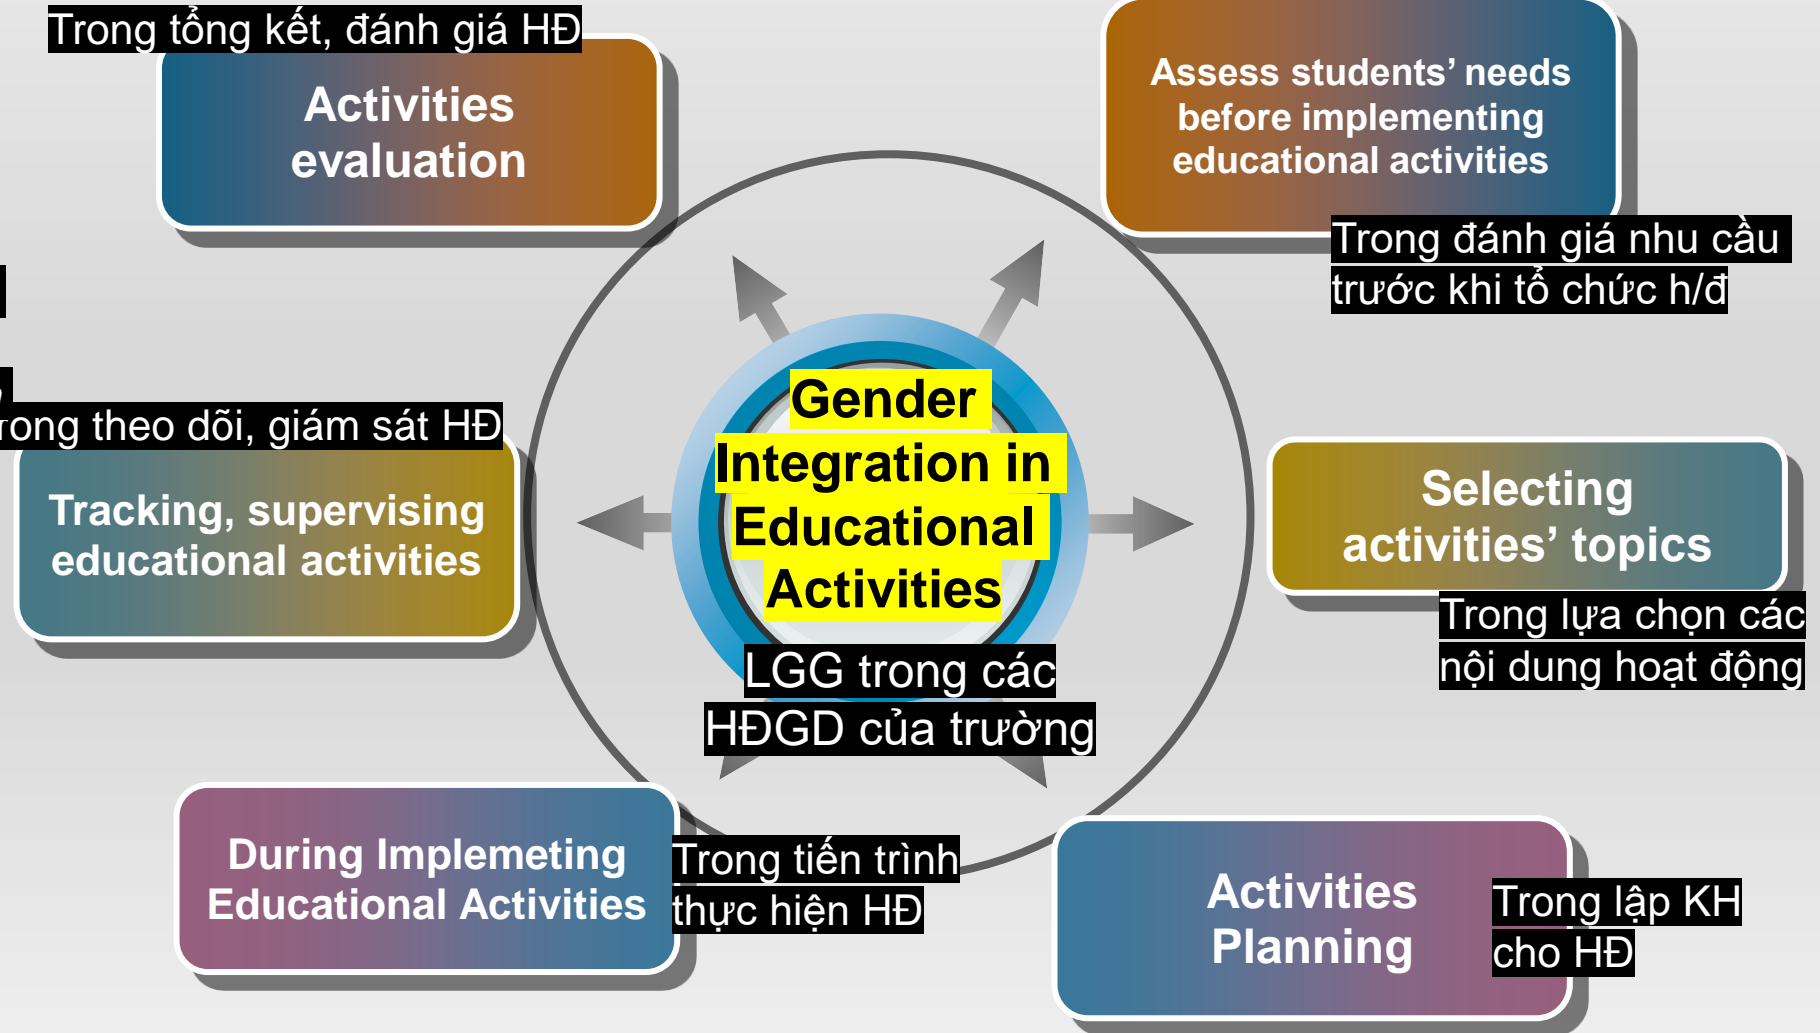 Trong tổng kết, đánh giá HĐ
Activities
evaluation
Assess students’ needs
before implementing
educational activities
Trong đánh giá nhu cầu
trước khi tổ chức h/đ
rong theo dõi, giám sát HĐ
Tracking, supervising
educational activities
Gender
Integration in
Educational
Activities
LGG trong các
HĐGD của trường
Selecting
activities’ topics
Trong lựa chọn các
nội dung hoạt động
During Implemeting
Educational Activities
Trong tiến trình
thực hiện HĐ
Activities
Planning
Trong lập KH
cho HĐ